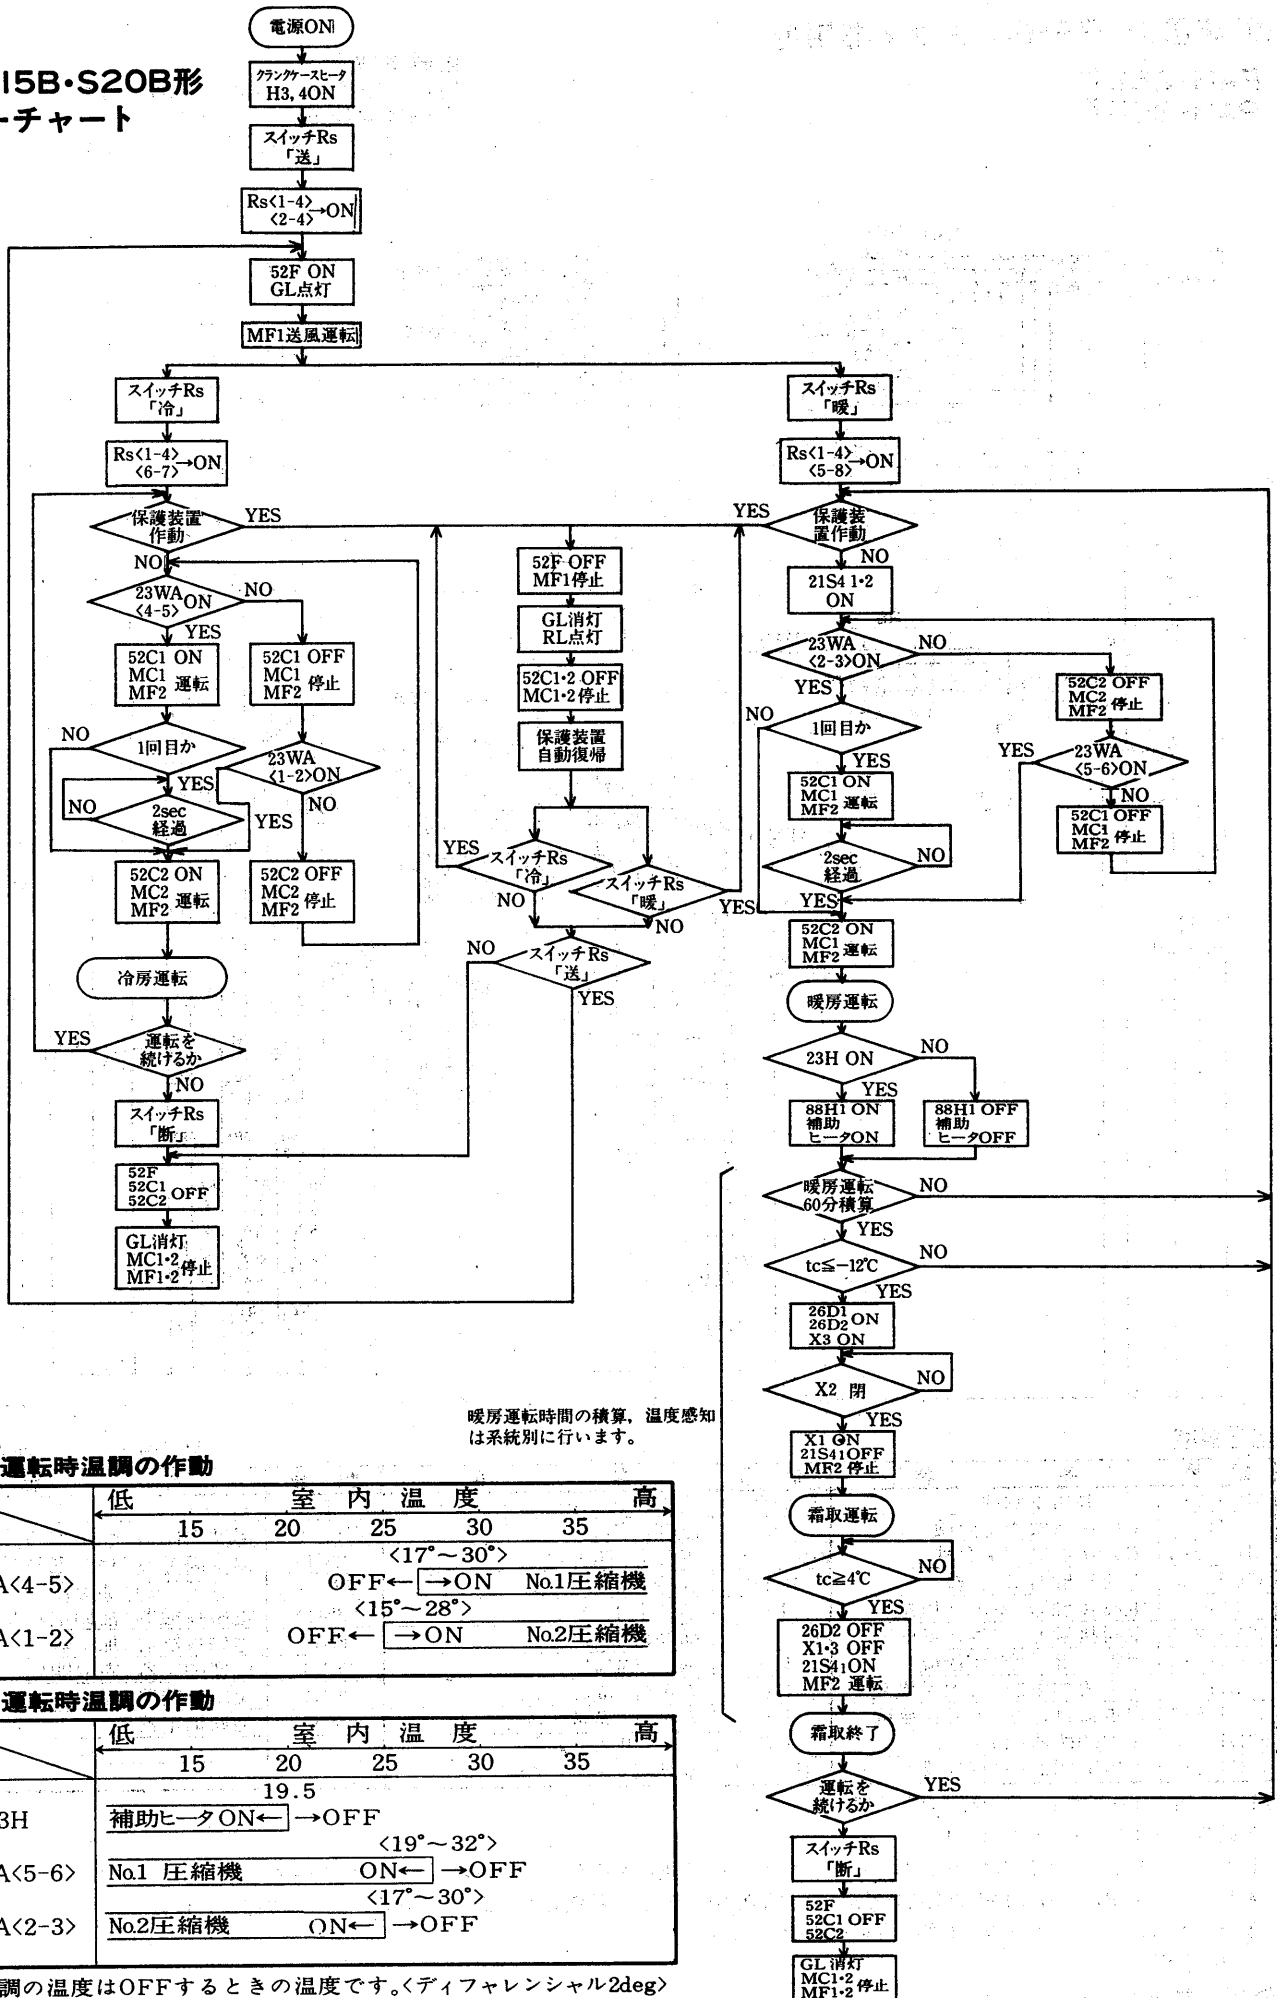 電源ON
15B・S20B形
ーチャート
クランクケースヒータ
H3, 4ON
スイッチRs
「送」
Rs<1-4>
<2-4>→ON
52F ON
GL点灯
MF1送風運転
スイッチRs
「冷」
Rs<1-4>
<6-7>→ON
保護装置
作動
YES
NO
23WA
<4-5>ON
NO
YES
52C1 ON
MC1
MF2 運転
52C1 OFF
MC1
MF2 停止
1回目か
NO
YES
23WA
<1-2>ON
NO
YES
2sec
経過
NO
52C2 ON
MC2
MF2 運転
52C2 OFF
MC2
MF2 停止
冷房運転
運転を
続けるか
YES
NO
スイッチRs
「断」
52F
52C1
52C2 OFF
GL消灯
MC1・2
MF1・2 停止
52F OFF
MF1停止
GL消灯
RL点灯
52C1・2 OFF
MC1・2 停止
保護装置
自動復帰
スイッチRs
「冷」
YES
NO
スイッチRs
「暖」
YES
NO
スイッチRs
「送」
NO
YES
スイッチRs
「暖」
Rs<1-4>
<5-8>→ON
保護装
置作動
YES
NO
21S4 1・2
ON
23WA
<2-3>ON
NO
YES
52C2 OFF
MC2
MF2 停止
1回目か
NO
YES
23WA
<5-6>ON
YES
NO
52C1 ON
MC1
MF2 運転
52C1 OFF
MC1
MF2 停止
2sec
経過
NO
YES
52C2 ON
MC1
MF2 運転
暖房運転
23H ON
NO
YES
88H1 ON
補助
ヒータON
88H1 OFF
補助
ヒータOFF
暖房運転
60分積算
NO
YES
tc≦−12℃
NO
YES
26D1
26D2 ON
X3 ON
X2 閉
NO
YES
X1 ON
21S41OFF
MF2 停止
霜取運転
tc≧4℃
NO
YES
26D2 OFF
X1・3 OFF
21S41ON
MF2 運転
霜取終了
運転を
続けるか
YES
スイッチRs
「断」
52F
52C1 OFF
52C2
GL 消灯
MC1・2
MF1・2 停止
暖房運転時間の積算, 温度感知
は系統別に行います。
運転時温調の作動
低 室内温度 高
15 20 25 30 35
<17°～30°>
A<4-5> OFF← →ON No.1圧縮機
<15°～28°>
A<1-2> OFF← →ON No.2圧縮機
運転時温調の作動
低 室内温度 高
15 20 25 30 35
19.5
3H 補助ヒータON← →OFF
<19°～32°>
A<5-6> No.1 圧縮機 ON← →OFF
<17°～30°>
A<2-3> No.2圧縮機 ON← →OFF
調の温度はOFFするときの温度です。<ディファレンシャル2deg>